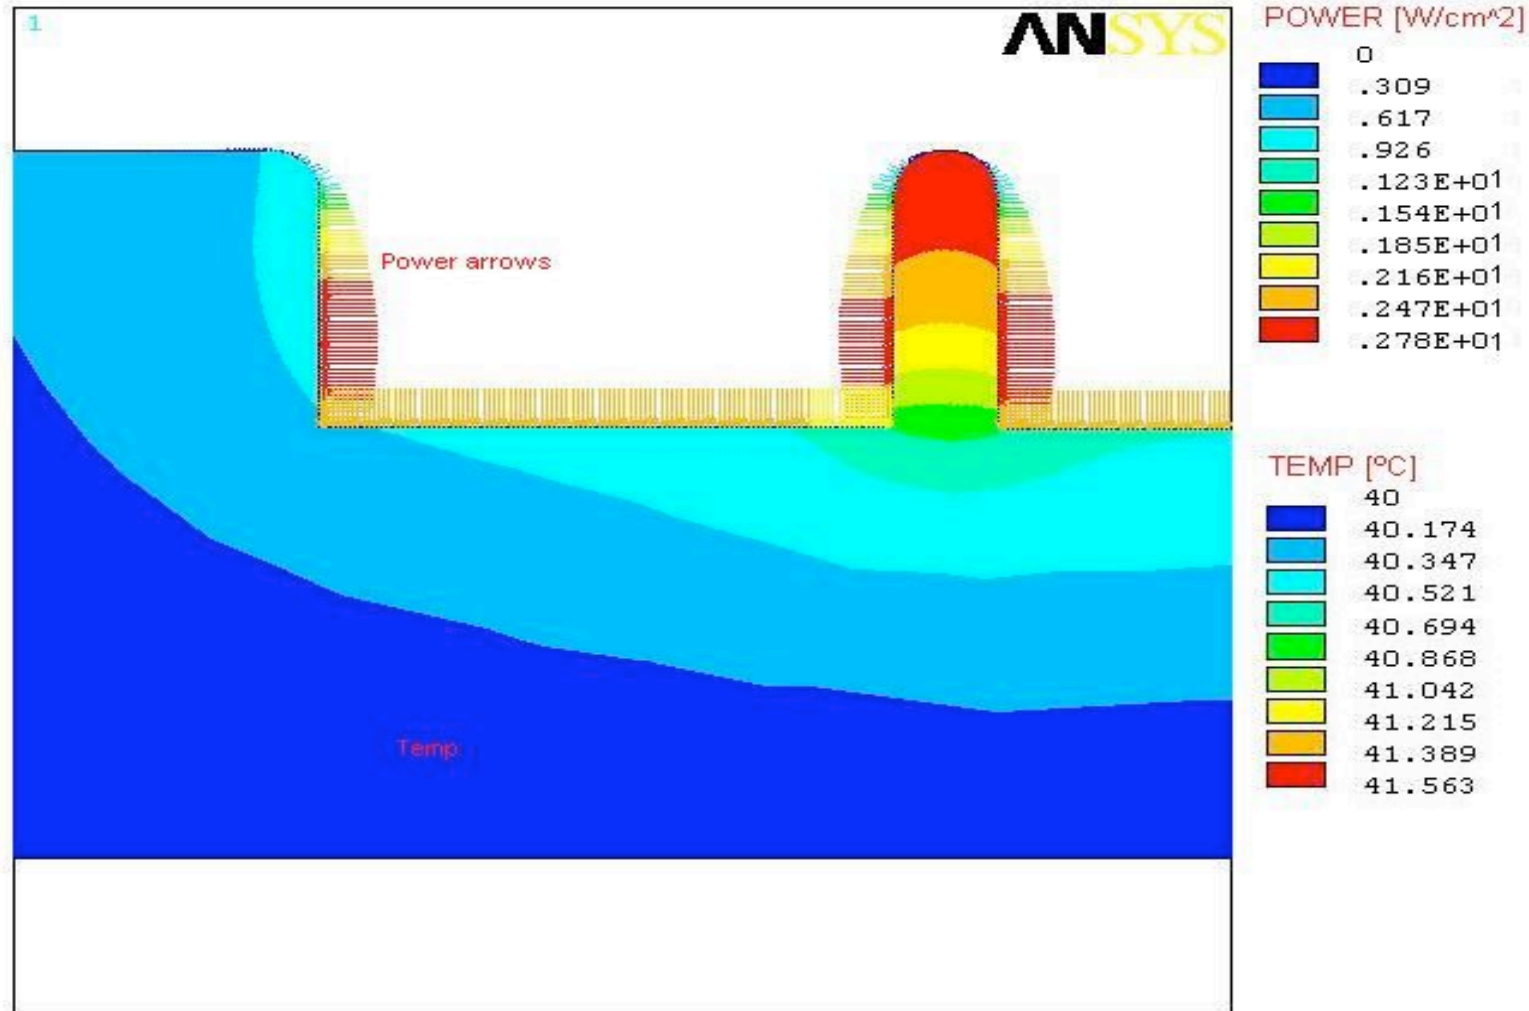 1
ANSYS
POWER [W/cm^2]
0
.309
.617
.926
.123E+01
.154E+01
.185E+01
.216E+01
.247E+01
.278E+01
Power arrows
TEMP [ºC]
40
40.174
40.347
40.521
40.694
40.868
41.042
41.215
41.389
41.563
Temp